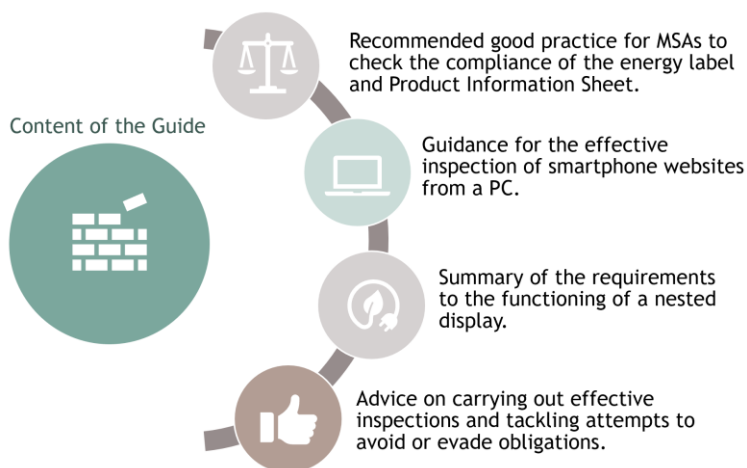 Recommended good practice for MSAs to
check the compliance of the energy label
and Product Information Sheet.
Content of the Guide
Guidance for the effective
inspection of smartphone websites
from a PC.
Summary of the requirements
to the functioning of a nested
display.
Advice on carrying out effective
inspections and tackling attempts to
avoid or evade obligations.